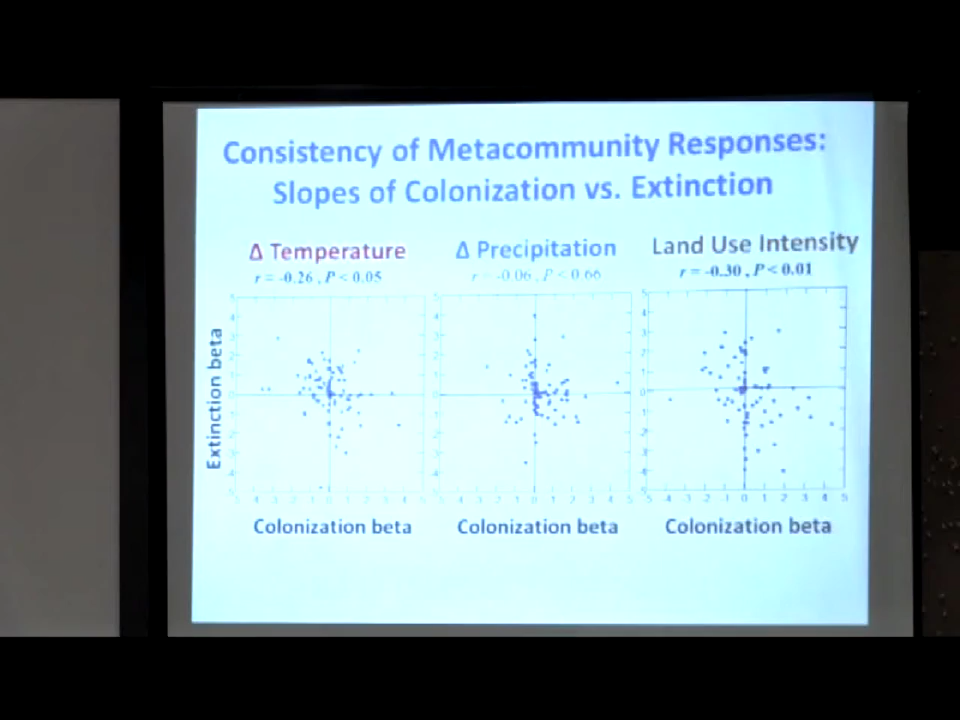 Consistency of Metacommunity Responses:
Slopes of Colonization vs. Extinction
Δ Temperature
r = -0.26 , P < 0.05
Δ Precipitation
r = -0.06 , P < 0.66
Land Use Intensity
r = -0.30 , P < 0.01
Extinction beta
Colonization beta
Colonization beta
Colonization beta